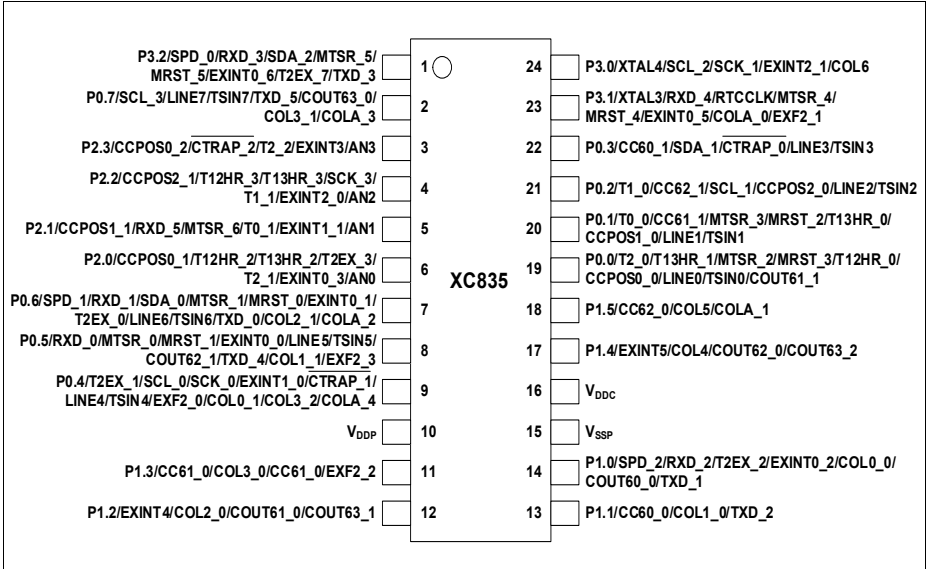 P3.2/SPD_0/RXD_3/SDA_2/MTSR_5/
MRST_5/EXINT0_6/T2EX_7/TXD_3
1
P0.7/SCL_3/LINE7/TSIN7/TXD_5/COUT63_0/
COL3_1/COLA_3
2
P2.3/CCPOS0_2/CTRAP_2/T2_2/EXINT3/AN3
3
P2.2/CCPOS2_1/T12HR_3/T13HR_3/SCK_3/
T1_1/EXINT2_0/AN2
4
P2.1/CCPOS1_1/RXD_5/MTSR_6/T0_1/EXINT1_1/AN1
5
P2.0/CCPOS0_1/T12HR_2/T13HR_2/T2EX_3/
T2_1/EXINT0_3/AN0
6
P0.6/SPD_1/RXD_1/SDA_0/MTSR_1/MRST_0/EXINT0_1/
T2EX_0/LINE6/TSIN6/TXD_0/COL2_1/COLA_2
7
P0.5/RXD_0/MTSR_0/MRST_1/EXINT0_0/LINE5/TSIN5/
COUT62_1/TXD_4/COL1_1/EXF2_3
8
P0.4/T2EX_1/SCL_0/SCK_0/EXINT1_0/CTRAP_1/
LINE4/TSIN4/EXF2_0/COL0_1/COL3_2/COLA_4
9
VDDP
10
P1.3/CC61_0/COL3_0/CC61_0/EXF2_2
11
P1.2/EXINT4/COL2_0/COUT61_0/COUT63_1
12
XC835
24
P3.0/XTAL4/SCL_2/SCK_1/EXINT2_1/COL6
23
P3.1/XTAL3/RXD_4/RTCCLK/MTSR_4/
MRST_4/EXINT0_5/COLA_0/EXF2_1
22
P0.3/CC60_1/SDA_1/CTRAP_0/LINE3/TSIN3
21
P0.2/T1_0/CC62_1/SCL_1/CCPOS2_0/LINE2/TSIN2
20
P0.1/T0_0/CC61_1/MTSR_3/MRST_2/T13HR_0/
CCPOS1_0/LINE1/TSIN1
19
P0.0/T2_0/T13HR_1/MTSR_2/MRST_3/T12HR_0/
CCPOS0_0/LINE0/TSIN0/COUT61_1
18
P1.5/CC62_0/COL5/COLA_1
17
P1.4/EXINT5/COL4/COUT62_0/COUT63_2
16
VDDC
15
VSSP
14
P1.0/SPD_2/RXD_2/T2EX_2/EXINT0_2/COL0_0/
COUT60_0/TXD_1
13
P1.1/CC60_0/COL1_0/TXD_2